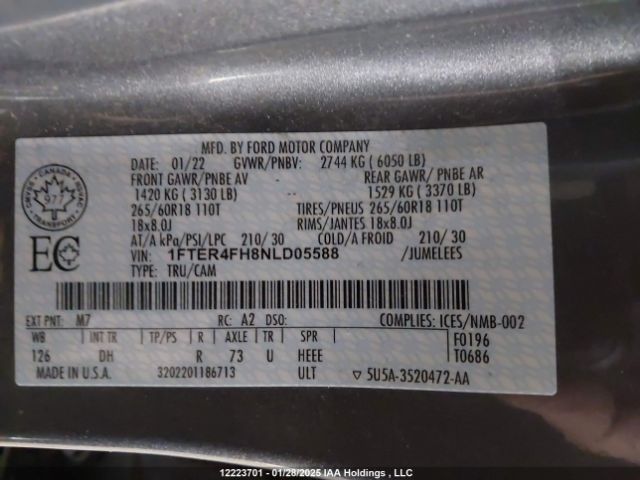 MFD. BY FORD MOTOR COMPANY
DATE: 01/22 GVWR/PNBV: 2744 KG ( 6050 LB)
FRONT GAWR/PNBE AV - REAR GAWR/ PNBE AR
1420 KG ( 3130 LB) -- 1529 KG ( 3370 LB)
265/60R18 110T TIRES/PNEUS 265/60R18 110T
18x8.0J RIMS/JANTES 18x8.0J
AT/A kPa/PSI/LPC 210/ 30 COLD/A FROID 210/ 30
VIN: 1FTER4FH8NLD05588 /JUMELEES
TYPE: TRU/CAM
CANADA
977
TRANSPORT
EC
EXT PNT: M7 RC: A2 DSO: COMPLIES: ICES/NMB-002
WB INT TR TP/PS R AXLE TR SPR F0196
126 DH R 73 U HEEE T0686
MADE IN U.S.A. 3202201186713 ULT ▽ 5U5A-3520472-AA
12223701 - 01/28/2025 IAA Holdings , LLC